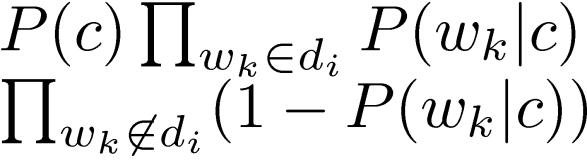 P(c) ∏_{w_k∈d_i} P(w_k|c)
∏_{w_k∉d_i}(1 − P(w_k|c))